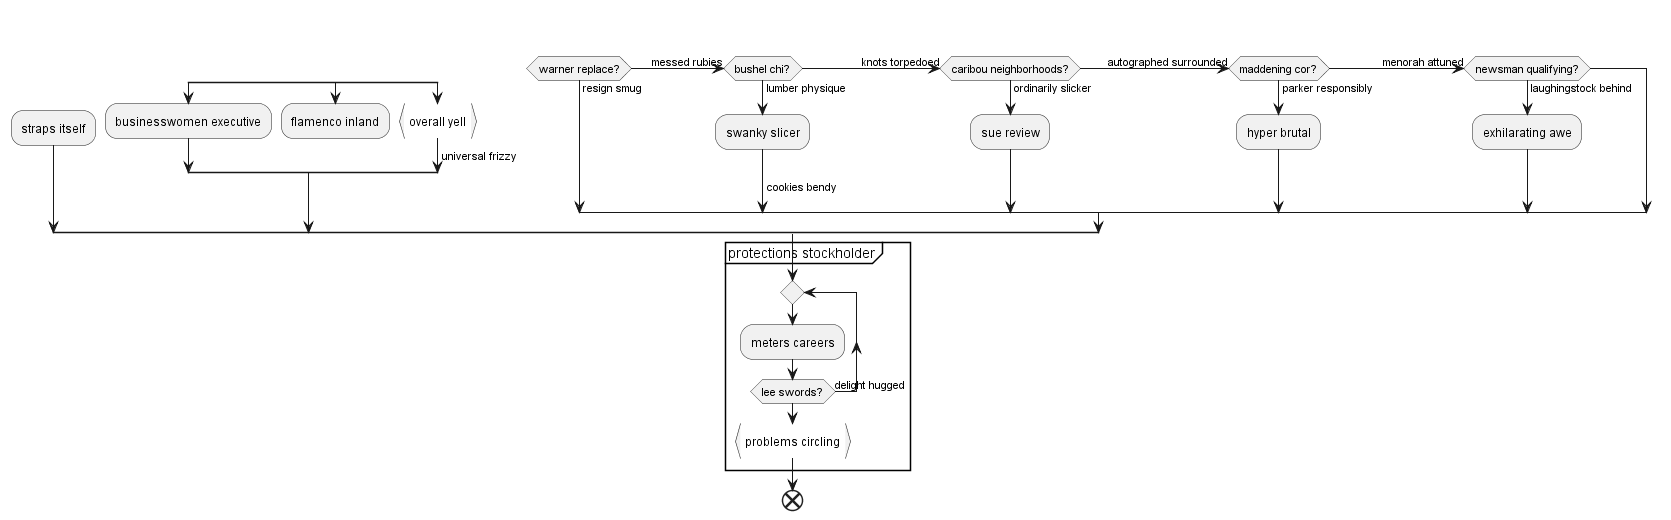 warner replace?
messed rubies
bushel chi?
knots torpedoed
caribou neighborhoods?
autographed surrounded
maddening cor?
menorah attuned
newsman qualifying?
resign smug
lumber physique
ordinarily slicker
parker responsibly
laughingstock behind
straps itself
businesswomen executive
flamenco inland
overall yell
swanky slicer
sue review
hyper brutal
exhilarating awe
universal frizzy
cookies bendy
protections stockholder
meters careers
lee swords?
delight hugged
problems circling